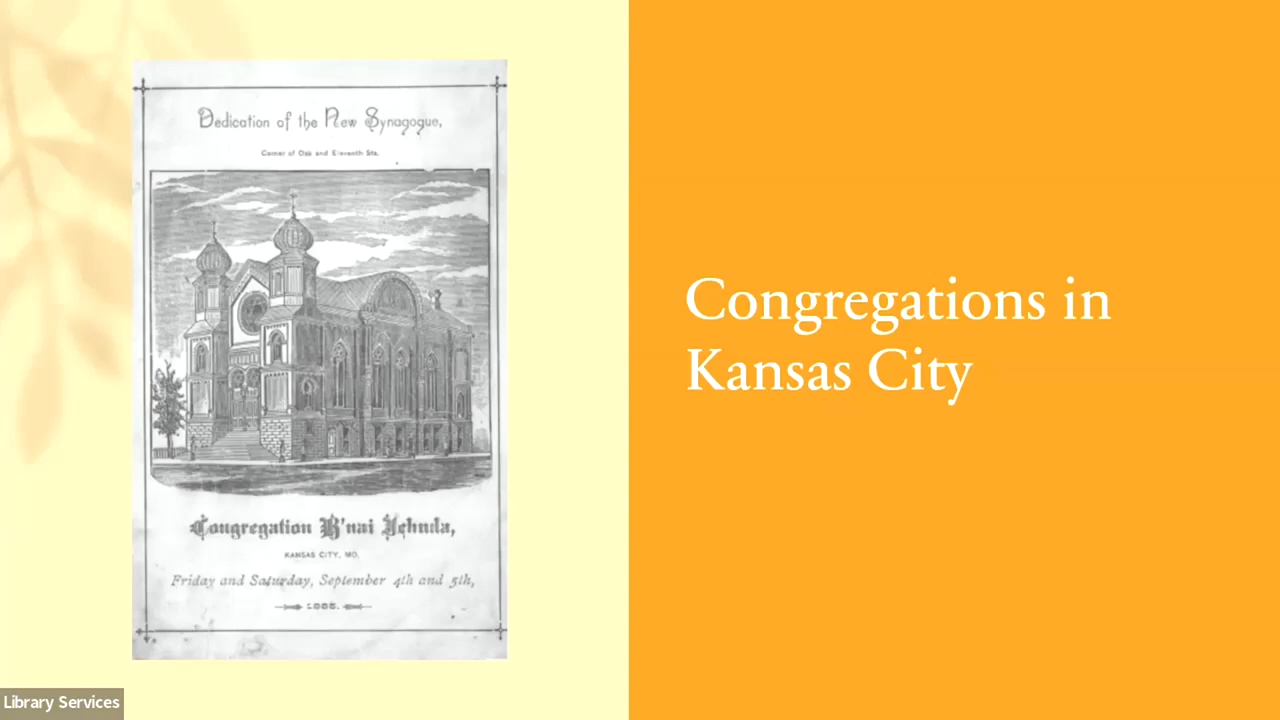 Dedication of the New Synagogue,
Corner of Oak and Eleventh Sts.
Congregation B'nai Jehuda,
KANSAS CITY, MO.
Friday and Saturday, September 4th and 5th,
Congregations in
Kansas City
Library Services